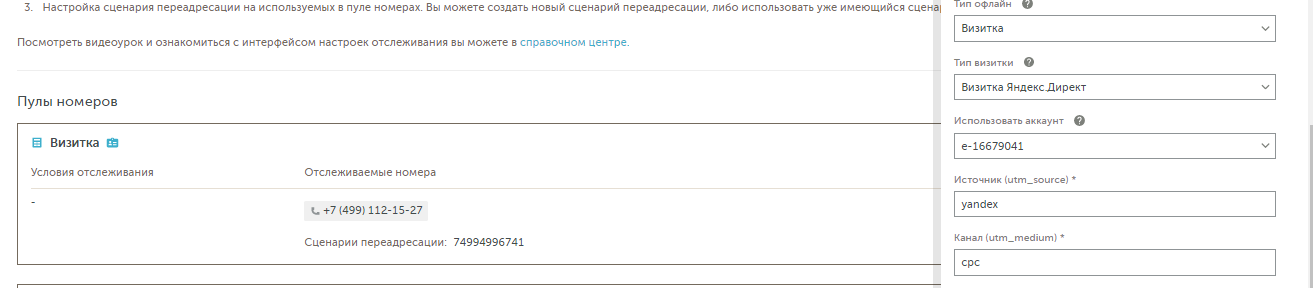 3. Настройка сценария переадресации на используемых в пуле номерах. Вы можете создать новый сценарий переадресации, либо использовать уже имеющийся
Посмотреть видеоурок и ознакомиться с интерфейсом настроек отслеживания вы можете в справочном центре.
Пулы номеров
Визитка
Условия отслеживания Отслеживаемые номера
- +7 (499) 112-15-27
Сценарии переадресации: 74994996741
Тип офлайн ?
Визитка
Тип визитки ?
Визитка Яндекс.Директ
Использовать аккаунт ?
e-16679041
Источник (utm_source) *
yandex
Канал (utm_medium) *
cpc